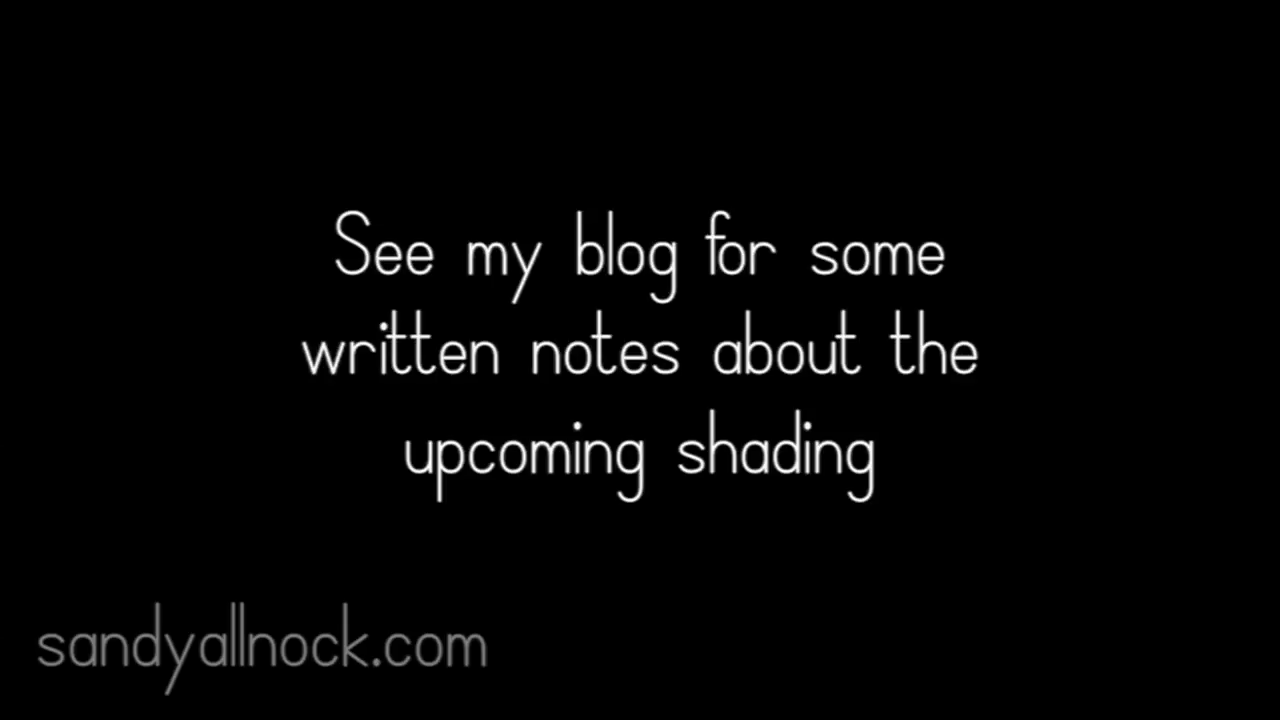 See my blog for some
written notes about the
upcoming shading
sandyallnock.com